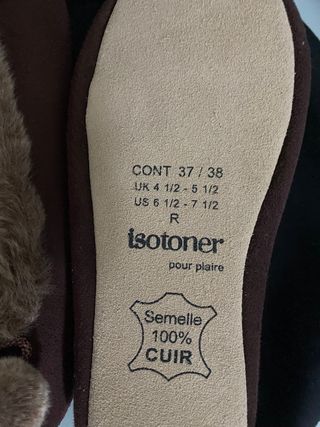 CONT 37 / 38
UK 4 1/2 - 5 1/2
US 6 1/2 - 7 1/2
R
isotoner
pour plaire
Semelle
100%
CUIR